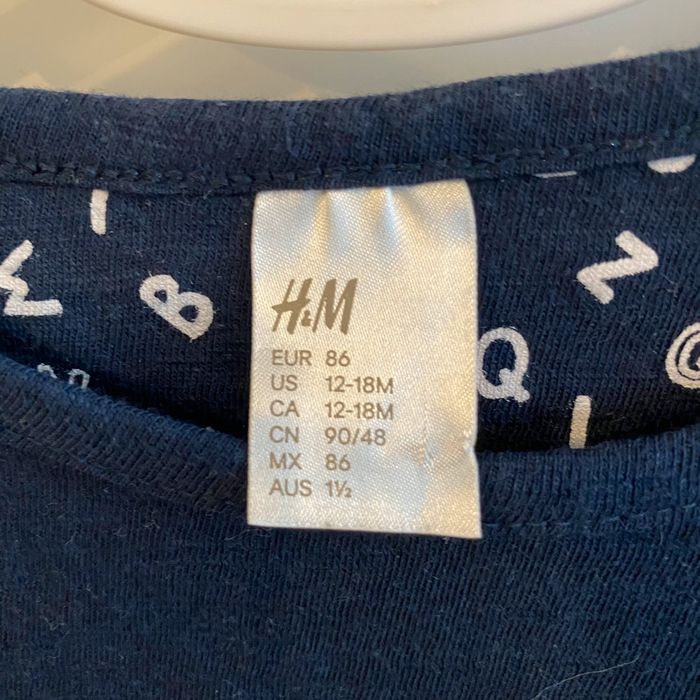 H&M
EUR 86
US 12-18M
CA 12-18M
CN 90/48
MX 86
AUS 1½
B
Z
Q